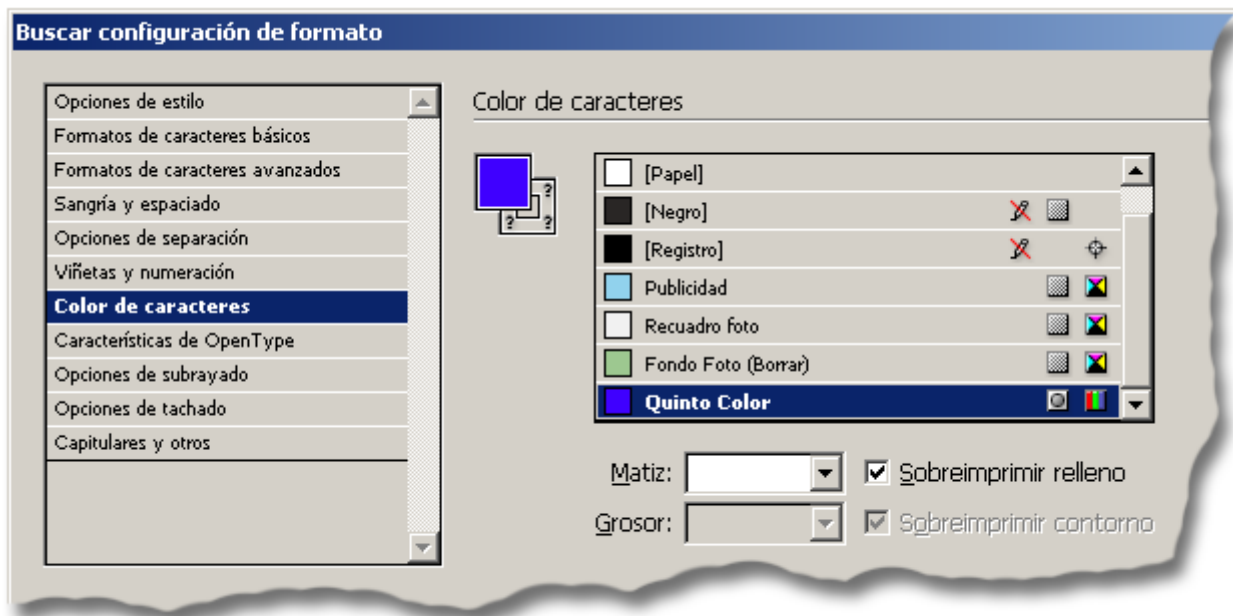 Buscar configuración de formato
Opciones de estilo
Formatos de caracteres básicos
Formatos de caracteres avanzados
Sangría y espaciado
Opciones de separación
Viñetas y numeración
Color de caracteres
Características de OpenType
Opciones de subrayado
Opciones de tachado
Capitulares y otros
Color de caracteres
?
? ?
[Papel]
[Negro]
[Registro]
Publicidad
Recuadro foto
Fondo Foto (Borrar)
Quinto Color
Matiz: Sobreimprimir relleno
Grosor: Sobreimprimir contorno